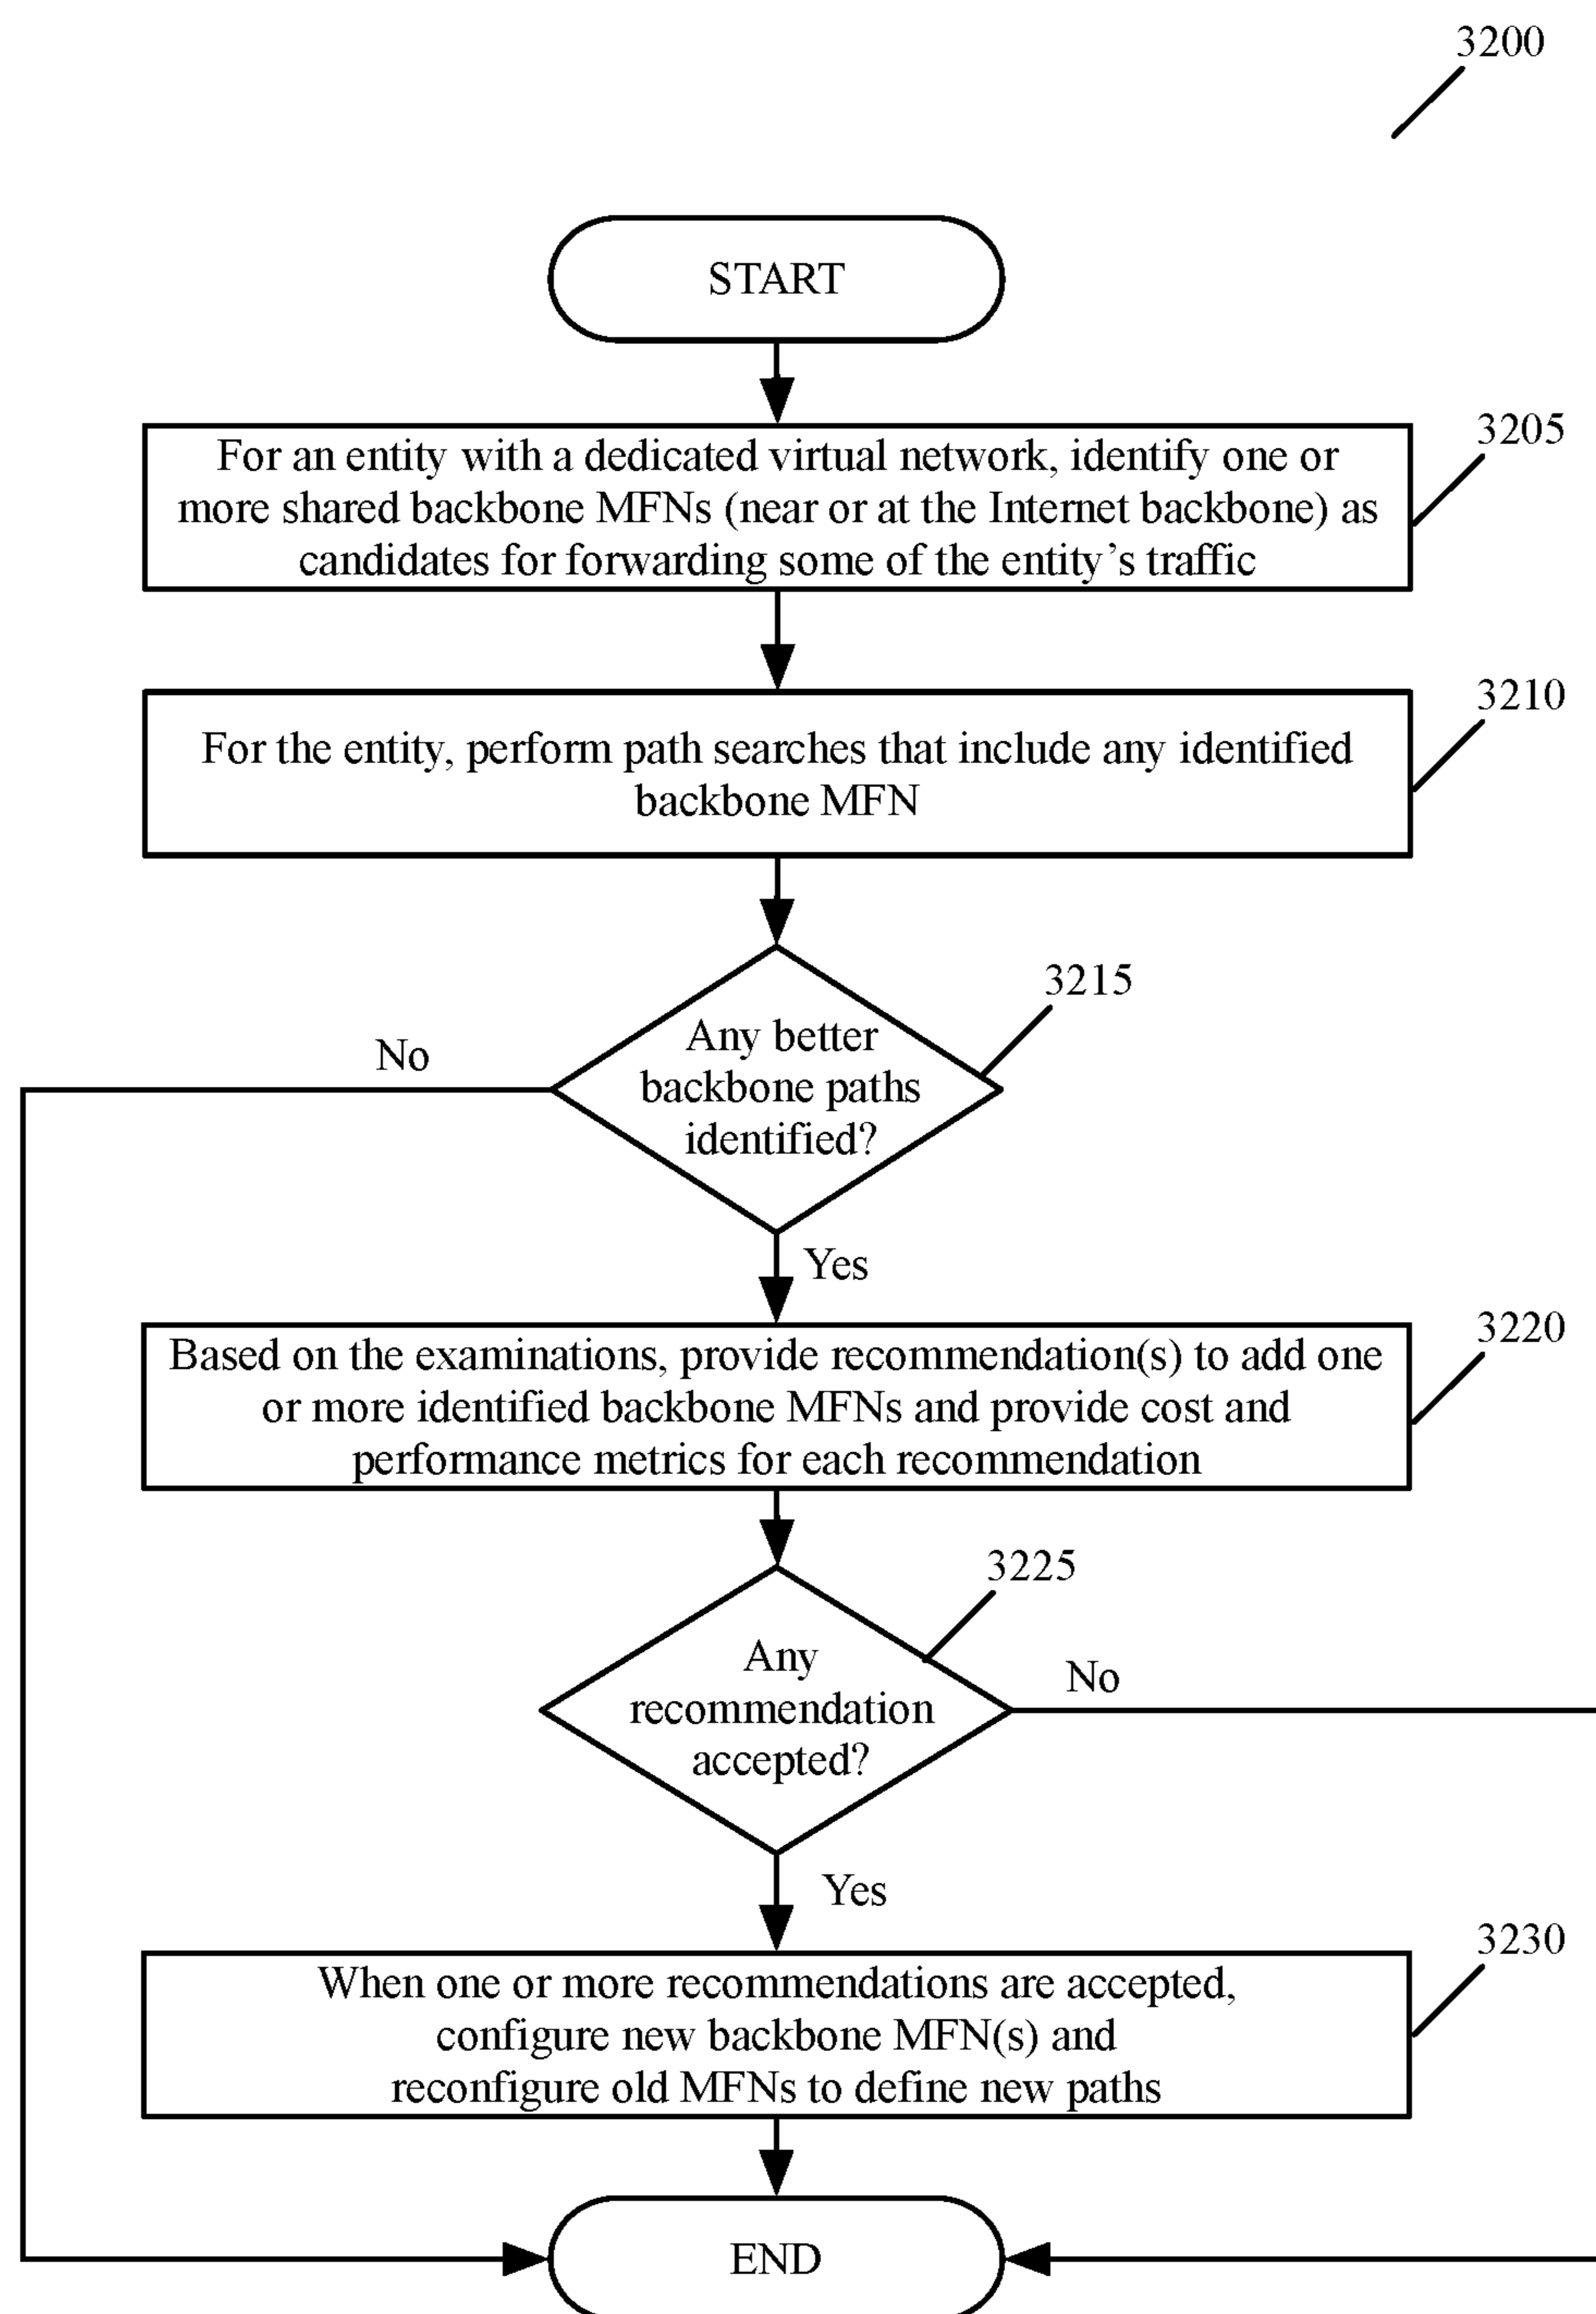 3200
START
3205
For an entity with a dedicated virtual network, identify one or
more shared backbone MFNs (near or at the Internet backbone) as
candidates for forwarding some of the entity’s traffic
3210
For the entity, perform path searches that include any identified
backbone MFN
3215
No
Any better
backbone paths
identified?
Yes
3220
Based on the examinations, provide recommendation(s) to add one
or more identified backbone MFNs and provide cost and
performance metrics for each recommendation
3225
Any
recommendation
accepted?
No
Yes
3230
When one or more recommendations are accepted,
configure new backbone MFN(s) and
reconfigure old MFNs to define new paths
END